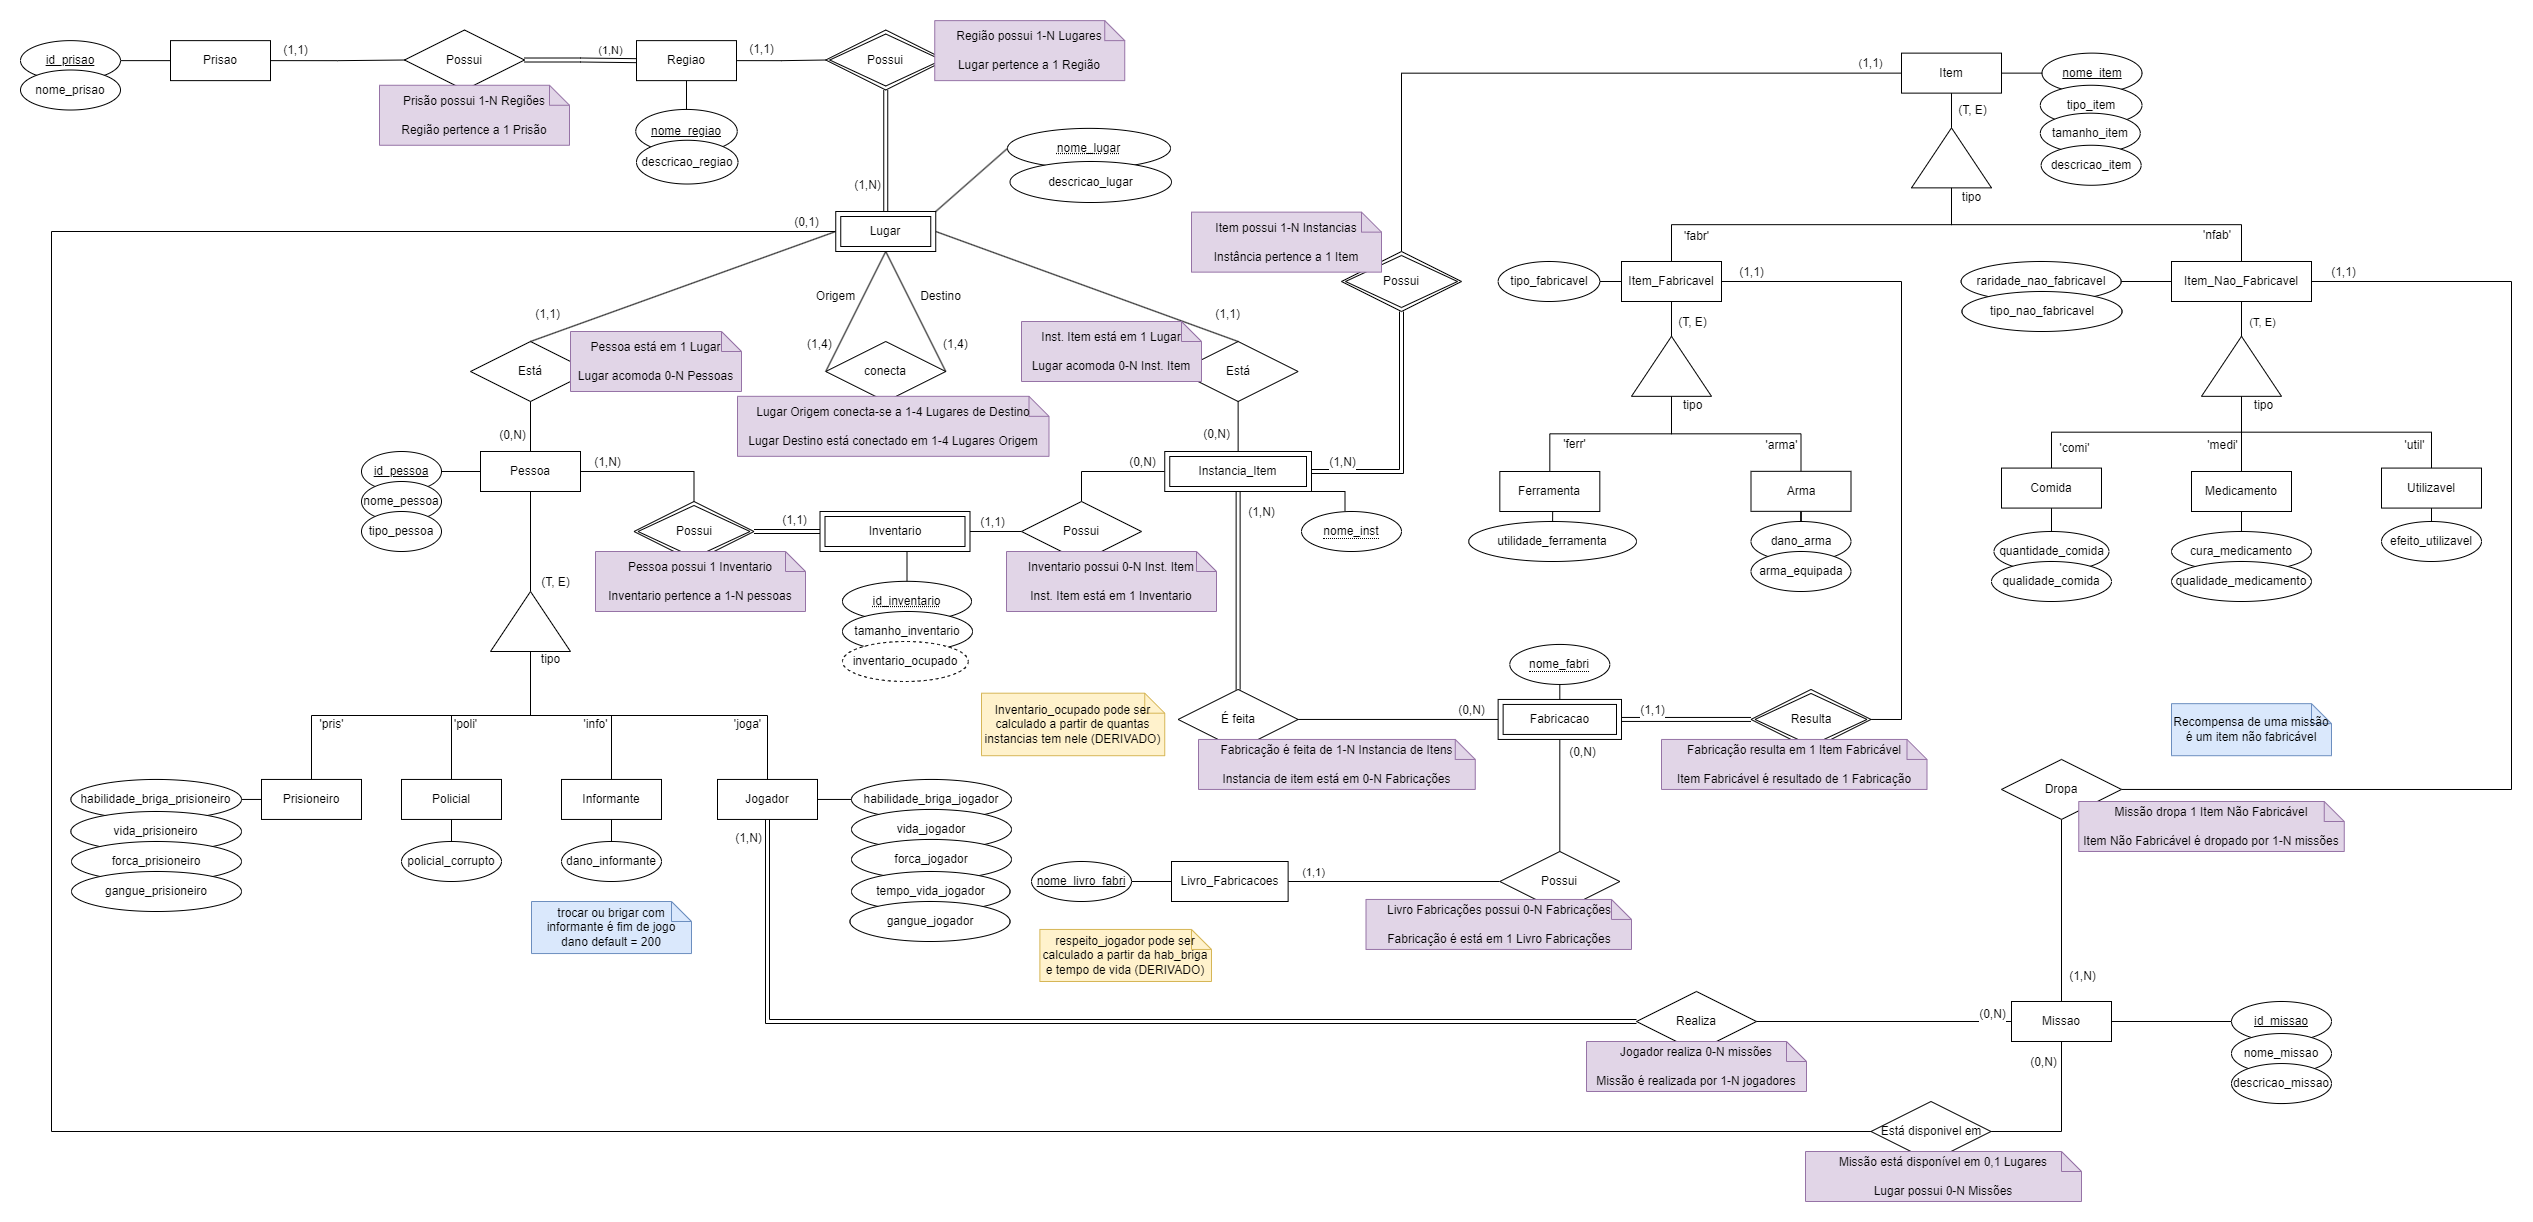 id_prisao
nome_prisao
Prisao
(1,1)
Possui
(1,N)
Regiao
(1,1)
Possui
Região possui 1-N Lugares
Lugar pertence a 1 Região
Prisão possui 1-N Regiões
Região pertence a 1 Prisão
nome_regiao
descricao_regiao
nome_lugar
descricao_lugar
(1,N)
(0,1)
Lugar
Origem
Destino
(1,1)
(1,4)
(1,4)
(1,1)
Está
Pessoa está em 1 Lugar
Lugar acomoda 0-N Pessoas
conecta
Lugar Origem conecta-se a 1-4 Lugares de Destino
Lugar Destino está conectado em 1-4 Lugares Origem
Inst. Item está em 1 Lugar
Lugar acomoda 0-N Inst. Item
Está
Item possui 1-N Instancias
Instância pertence a 1 Item
Possui
(1,1)
Item
nome_item
tipo_item
tamanho_item
descricao_item
(T, E)
tipo
'fabr'
'nfab'
tipo_fabricavel
Item_Fabricavel
(1,1)
raridade_nao_fabricavel
tipo_nao_fabricavel
Item_Nao_Fabricavel
(1,1)
(T, E)
tipo
(T, E)
tipo
'ferr'
'arma'
'comi'
'medi'
'util'
Ferramenta
utilidade_ferramenta
Arma
dano_arma
arma_equipada
Comida
quantidade_comida
qualidade_comida
Medicamento
cura_medicamento
qualidade_medicamento
Utilizavel
efeito_utilizavel
(0,N)
id_pessoa
nome_pessoa
tipo_pessoa
Pessoa
(1,N)
Possui
(1,1)
Inventario
(1,1)
Possui
(0,N)
(0,N)
Instancia_Item
(1,N)
nome_inst
(1,N)
Pessoa possui 1 Inventario
Inventario pertence a 1-N pessoas
Inventario possui 0-N Inst. Item
Inst. Item está em 1 Inventario
id_inventario
tamanho_inventario
inventario_ocupado
(T, E)
tipo
Inventario_ocupado pode ser
calculado a partir de quantas
instancias tem nele (DERIVADO)
É feita
(0,N)
nome_fabri
Fabricacao
(1,1)
Resulta
Fabricação é feita de 1-N Instancia de Itens
Instancia de item está em 0-N Fabricações
(0,N)
Fabricação resulta em 1 Item Fabricável
Item Fabricável é resultado de 1 Fabricação
Recompensa de uma missão
é um item não fabricável
Dropa
Missão dropa 1 Item Não Fabricável
Item Não Fabricável é dropado por 1-N missões
'pris'
'poli'
'info'
'joga'
habilidade_briga_prisioneiro
vida_prisioneiro
forca_prisioneiro
gangue_prisioneiro
Prisioneiro
Policial
policial_corrupto
Informante
dano_informante
trocar ou brigar com
informante é fim de jogo
dano default = 200
Jogador
(1,N)
habilidade_briga_jogador
vida_jogador
forca_jogador
tempo_vida_jogador
gangue_jogador
nome_livro_fabri
Livro_Fabricacoes
(1,1)
Possui
Livro Fabricações possui 0-N Fabricações
Fabricação é está em 1 Livro Fabricações
respeito_jogador pode ser
calculado a partir da hab_briga
e tempo de vida (DERIVADO)
(1,N)
Realiza
(0,N)
Missao
id_missao
nome_missao
descricao_missao
Jogador realiza 0-N missões
Missão é realizada por 1-N jogadores
(0,N)
Está disponivel em
Missão está disponível em 0,1 Lugares
Lugar possui 0-N Missões